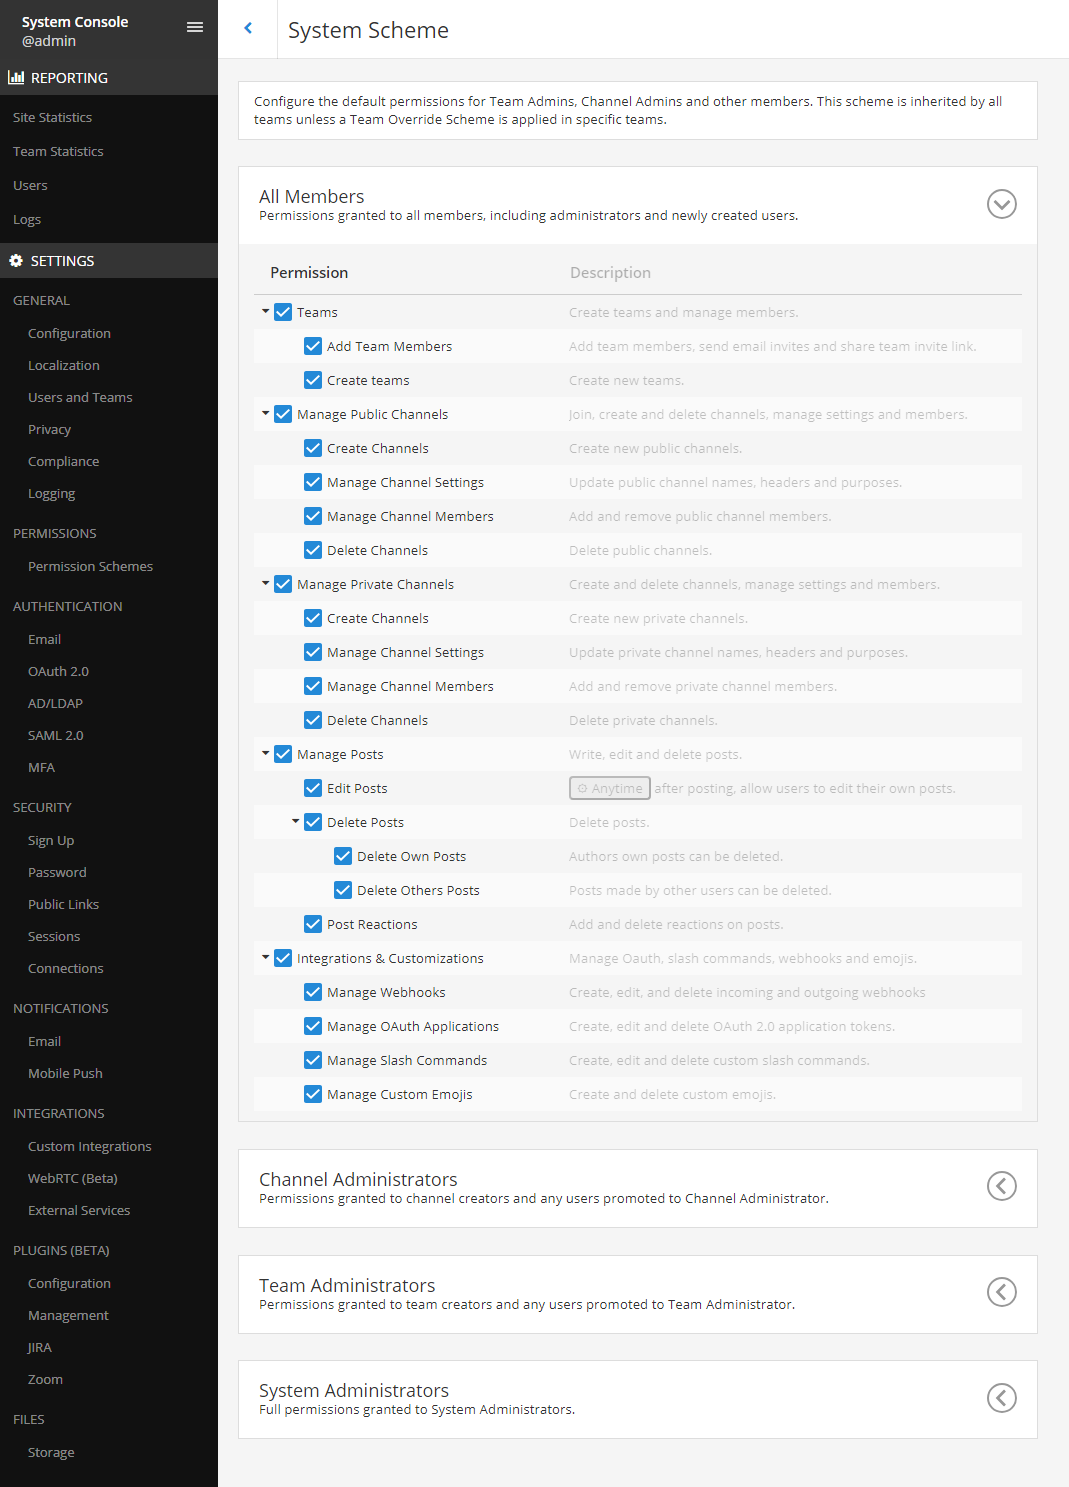 System Console
@admin
REPORTING
Site Statistics
Team Statistics
Users
Logs
SETTINGS
GENERAL
Configuration
Localization
Users and Teams
Privacy
Compliance
Logging
PERMISSIONS
Permission Schemes
AUTHENTICATION
Email
OAuth 2.0
AD/LDAP
SAML 2.0
MFA
SECURITY
Sign Up
Password
Public Links
Sessions
Connections
NOTIFICATIONS
Email
Mobile Push
INTEGRATIONS
Custom Integrations
WebRTC (Beta)
External Services
PLUGINS (BETA)
Configuration
Management
JIRA
Zoom
FILES
Storage
System Scheme
Configure the default permissions for Team Admins, Channel Admins and other members. This scheme is inherited by all
teams unless a Team Override Scheme is applied in specific teams.
All Members
Permissions granted to all members, including administrators and newly created users.
Permission Description
Teams Create teams and manage members.
Add Team Members Add team members, send email invites and share team invite link.
Create teams Create new teams.
Manage Public Channels Join, create and delete channels, manage settings and members.
Create Channels Create new public channels.
Manage Channel Settings Update public channel names, headers and purposes.
Manage Channel Members Add and remove public channel members.
Delete Channels Delete public channels.
Manage Private Channels Create and delete channels, manage settings and members.
Create Channels Create new private channels.
Manage Channel Settings Update private channel names, headers and purposes.
Manage Channel Members Add and remove private channel members.
Delete Channels Delete private channels.
Manage Posts Write, edit and delete posts.
Edit Posts Anytime after posting, allow users to edit their own posts.
Delete Posts Delete posts.
Delete Own Posts Authors own posts can be deleted.
Delete Others Posts Posts made by other users can be deleted.
Post Reactions Add and delete reactions on posts.
Integrations & Customizations Manage Oauth, slash commands, webhooks and emojis.
Manage Webhooks Create, edit, and delete incoming and outgoing webhooks
Manage OAuth Applications Create, edit and delete OAuth 2.0 application tokens.
Manage Slash Commands Create, edit and delete custom slash commands.
Manage Custom Emojis Create and delete custom emojis.
Channel Administrators
Permissions granted to channel creators and any users promoted to Channel Administrator.
Team Administrators
Permissions granted to team creators and any users promoted to Team Administrator.
System Administrators
Full permissions granted to System Administrators.